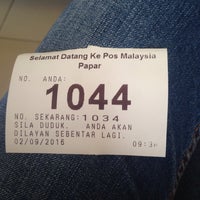 Selamat Datang Ke Pos Malaysia
Papar
NO. ANDA:
1044
NO. SEKARANG:1034
SILA DUDUK. ANDA AKAN
DILAYAN SEBENTAR LAGI.
02/09/2016